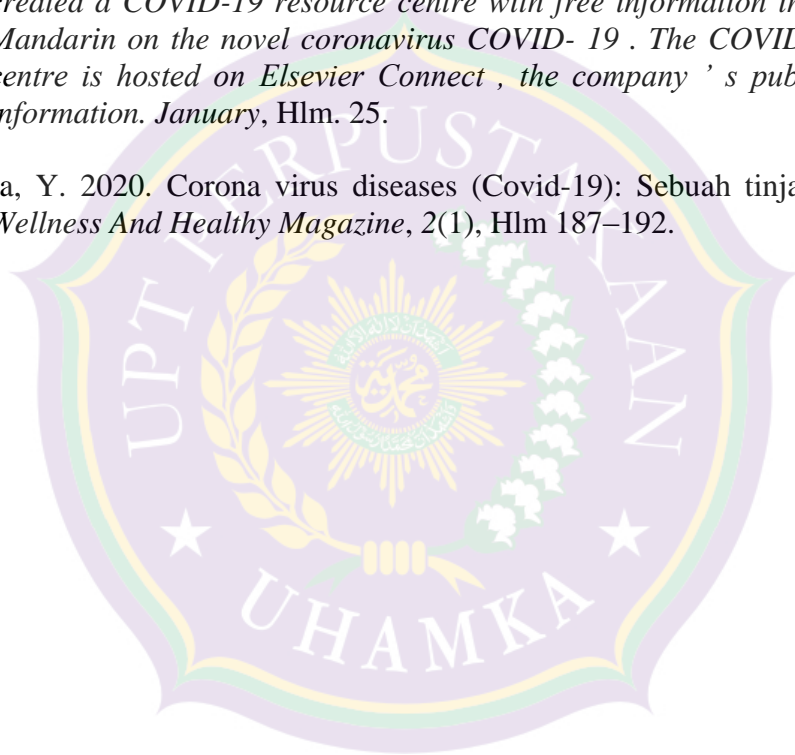 created a COVID-19 resource centre with free information in
Mandarin on the novel coronavirus COVID- 19 . The COVID
centre is hosted on Elsevier Connect , the company ’ s pub
information. January, Hlm. 25.
la, Y. 2020. Corona virus diseases (Covid-19): Sebuah tinja
Wellness And Healthy Magazine, 2(1), Hlm 187–192.
UPT PERPUSTAKAAN
محمدية
UHAMKA